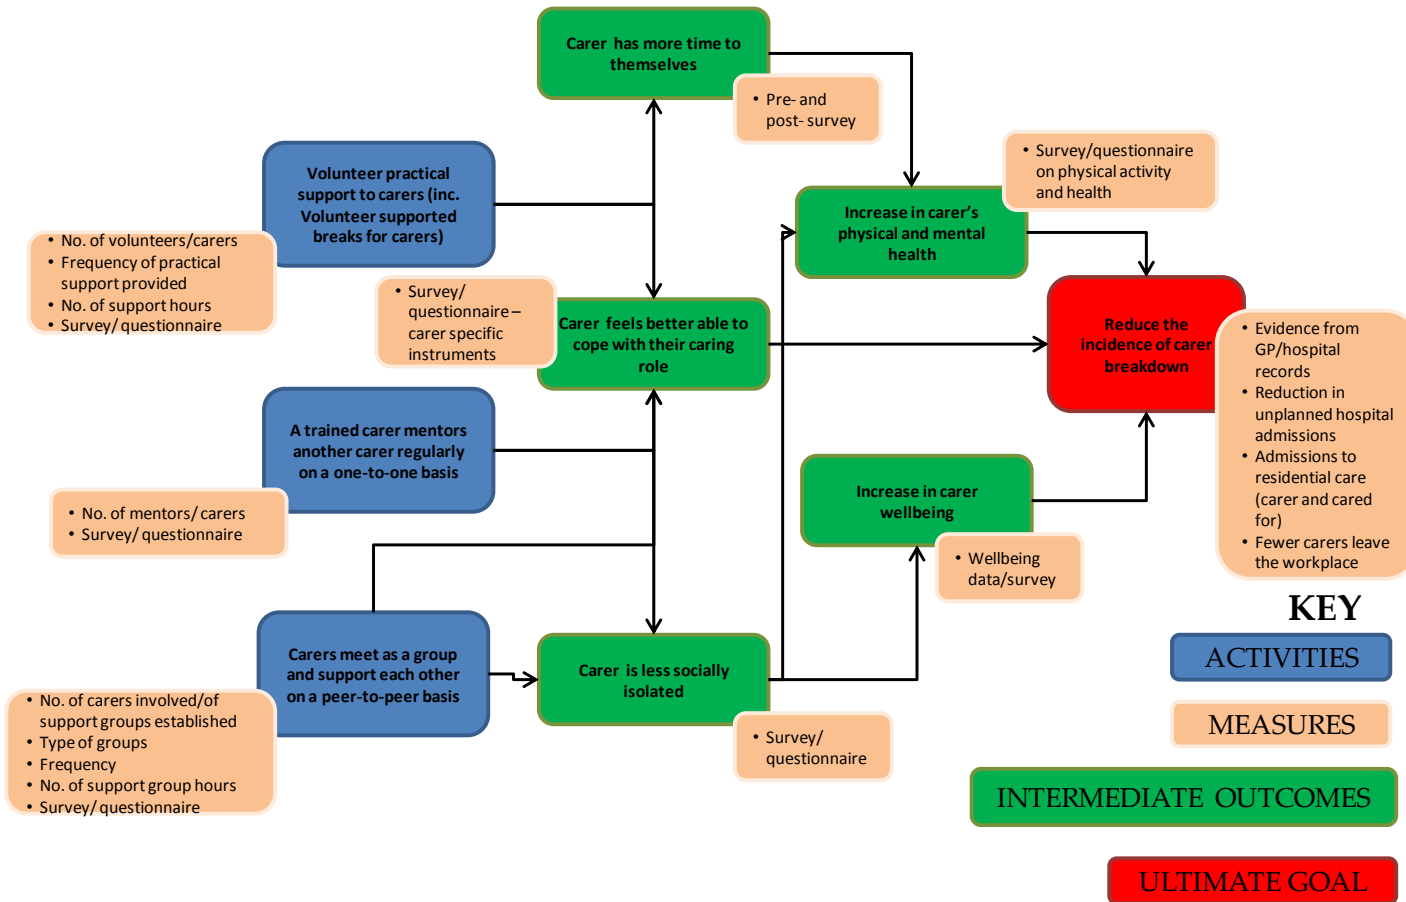 Carer has more time to
themselves
• Pre- and
post- survey
Volunteer practical
support to carers (inc.
Volunteer supported
breaks for carers)
• No. of volunteers/carers
• Frequency of practical
support provided
• No. of support hours
• Survey/ questionnaire
• Survey/
questionnaire –
carer specific
instruments
Carer feels better able to
cope with their caring
role
• Survey/questionnaire
on physical activity
and health
Increase in carer's
physical and mental
health
Reduce the
incidence of carer
breakdown
• Evidence from
GP/hospital
records
• Reduction in
unplanned hospital
admissions
• Admissions to
residential care
(carer and cared
for)
• Fewer carers leave
the workplace
A trained carer mentors
another carer regularly
on a one-to-one basis
• No. of mentors/ carers
• Survey/ questionnaire
Increase in carer
wellbeing
• Wellbeing
data/survey
Carers meet as a group
and support each other
on a peer-to-peer basis
• No. of carers involved/of
support groups established
• Type of groups
• Frequency
• No. of support group hours
• Survey/ questionnaire
Carer is less socially
isolated
• Survey/
questionnaire
KEY
ACTIVITIES
MEASURES
INTERMEDIATE OUTCOMES
ULTIMATE GOAL